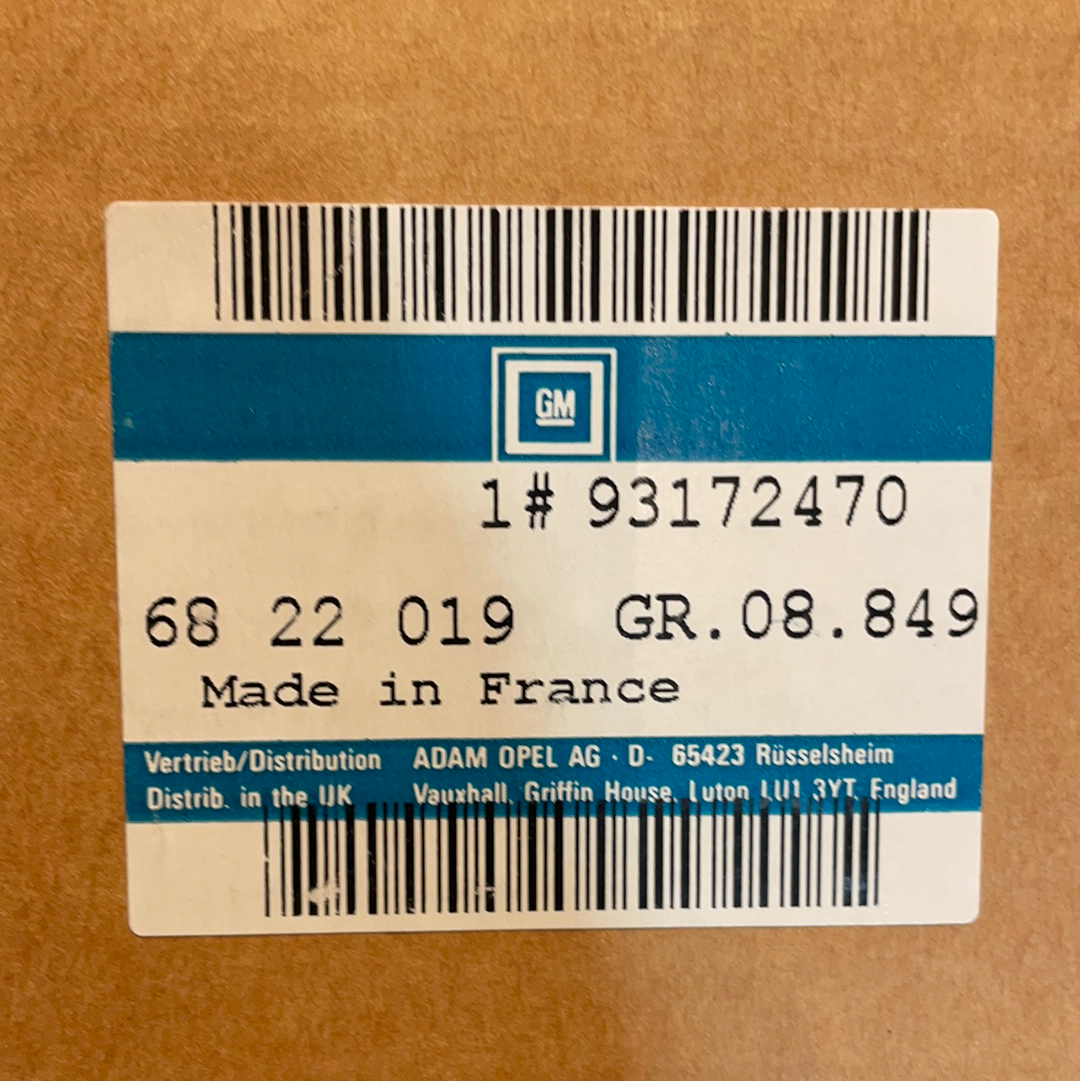 GM
1# 93172470
68 22 019 GR.08.849
Made in France
Vertrieb/Distribution ADAM OPEL AG · D- 65423 Rüsselsheim
Distrib. in the UK Vauxhall, Griffin House, Luton LU1 3YT, England